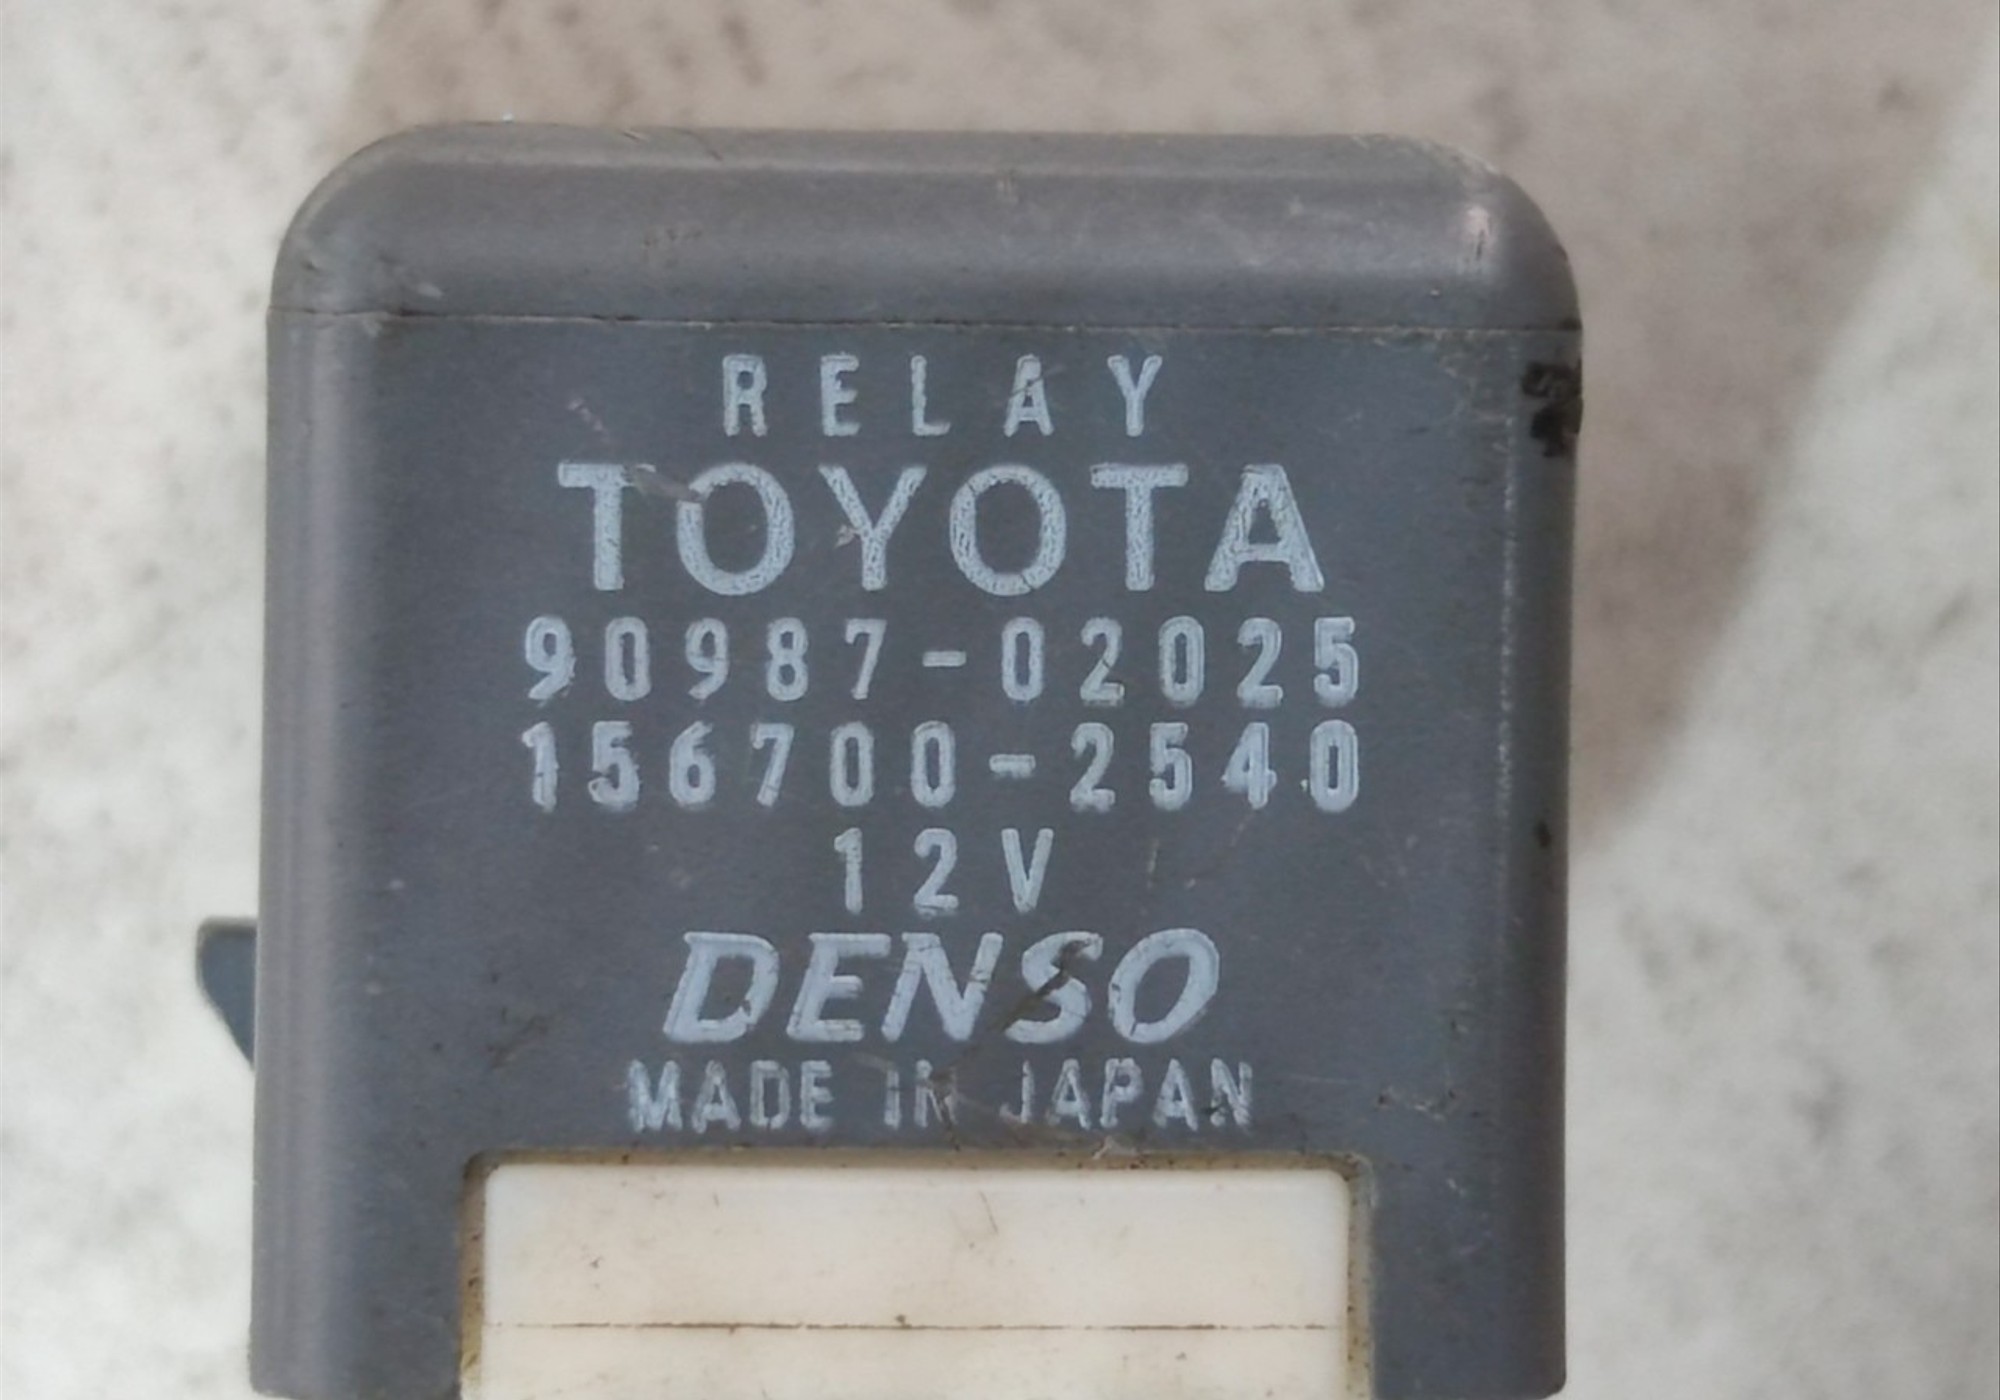 RELAY
TOYOTA
90987-02025
156700-2540
12V
DENSO
MADE IN JAPAN